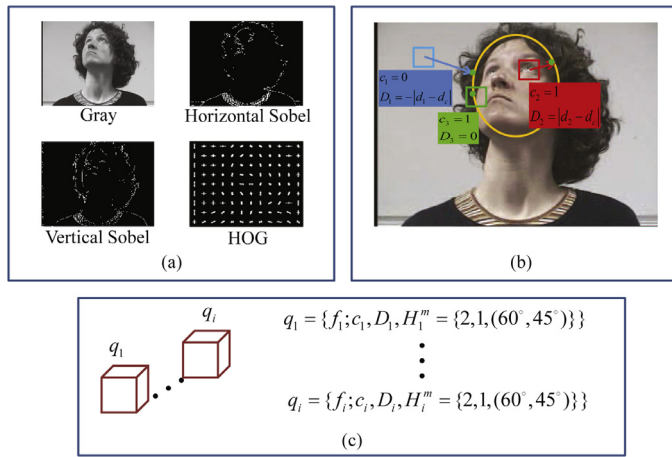 Gray
Horizontal Sobel
Vertical Sobel
HOG
(a)
c₁ = 0
D₁ = -|d₁ - dₑ|
c₂ = 1
D₂ = |d₂ - dₑ|
c₃ = 1
D₃ = 0
(b)
q₁
qᵢ
q₁ = {f₁; c₁, D₁, H₁ᵐ = {2,1,(60°,45°)}}
qᵢ = {fᵢ; cᵢ, Dᵢ, Hᵢᵐ = {2,1,(60°,45°)}}
(c)